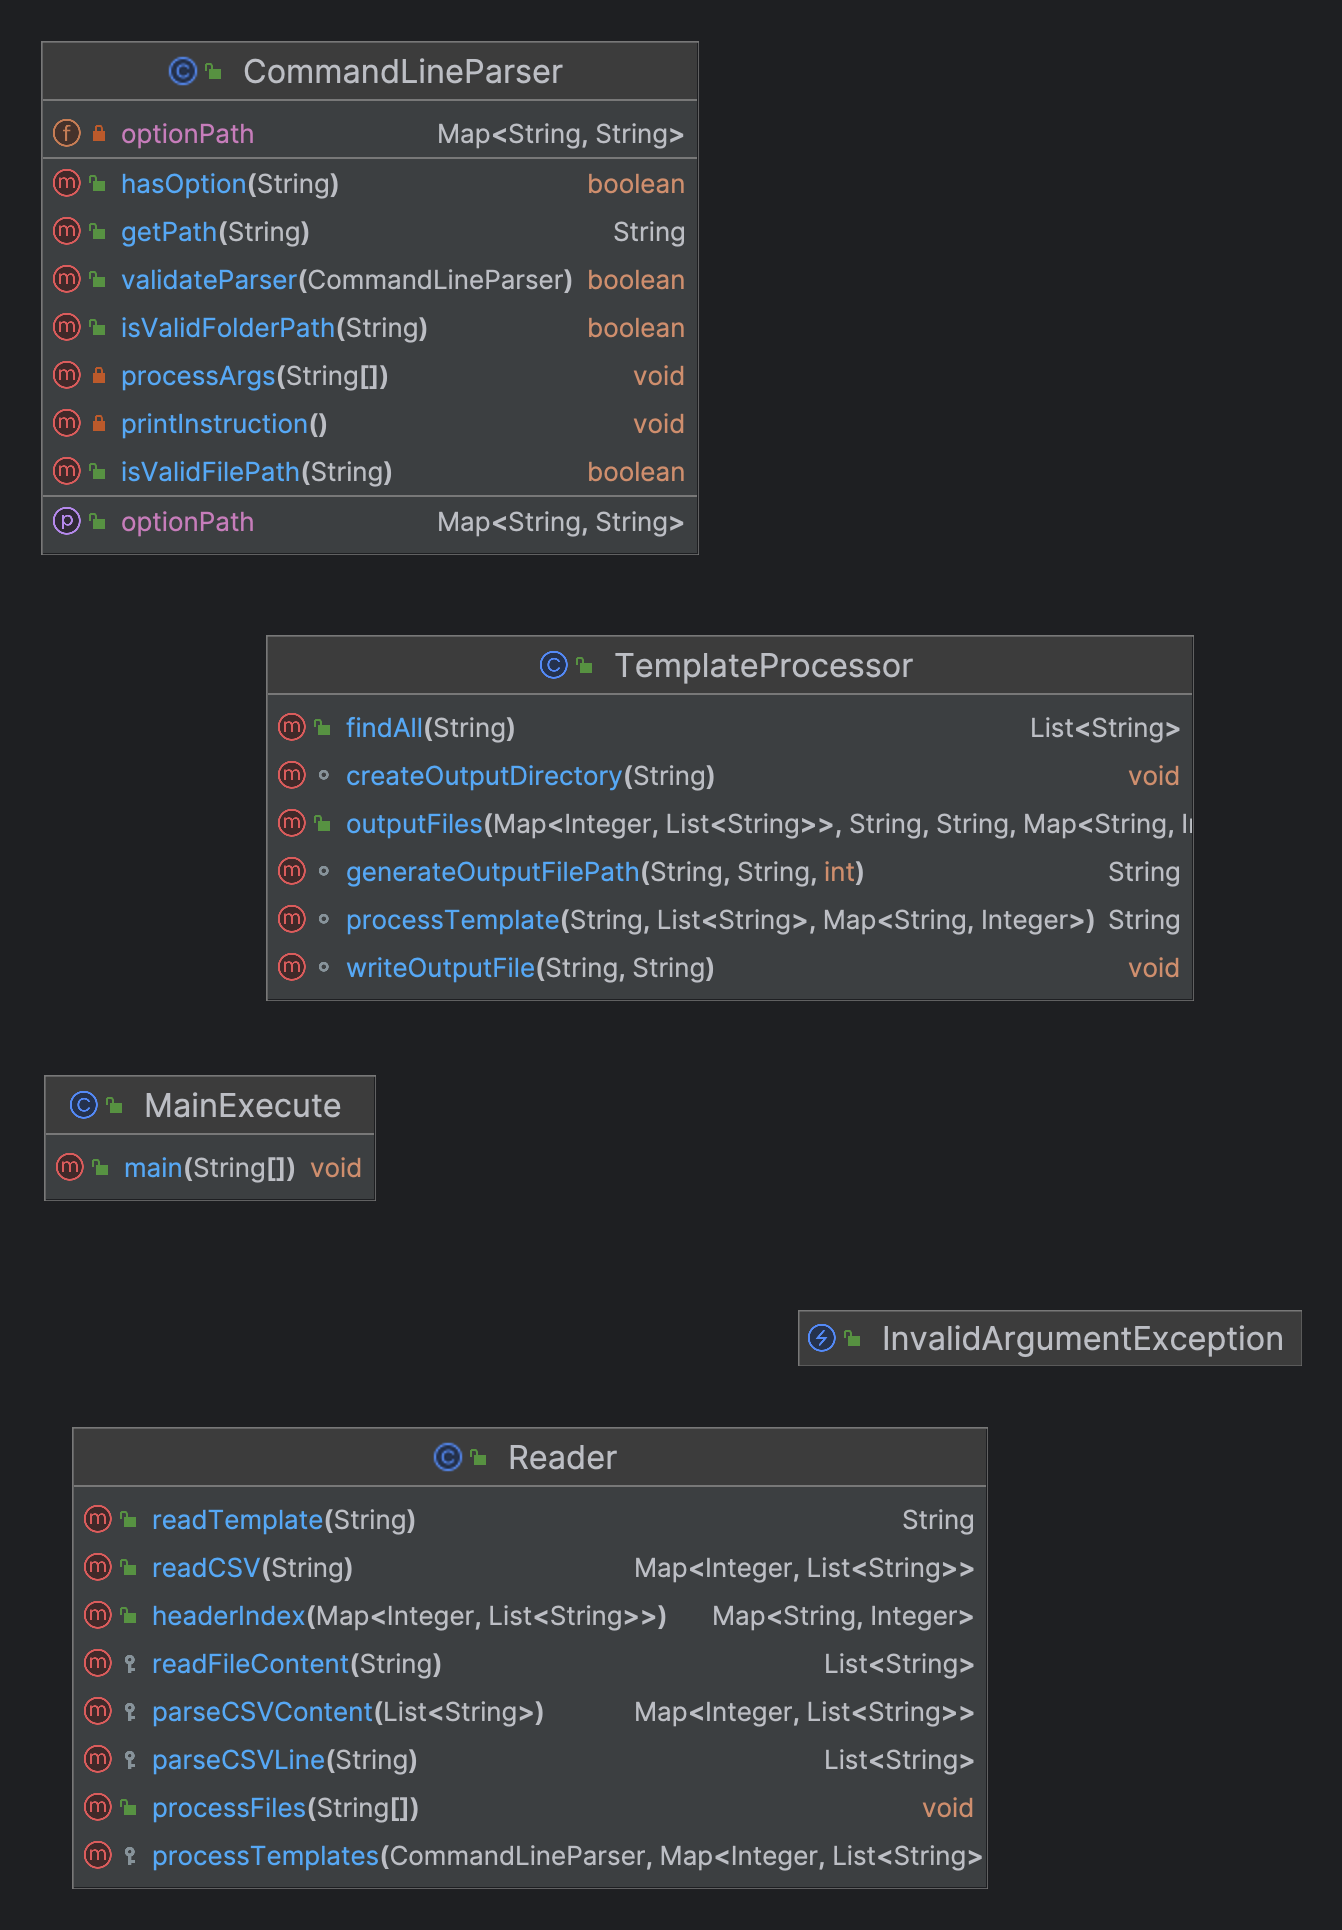 CommandLineParser
optionPath Map<String, String>
hasOption(String) boolean
getPath(String) String
validateParser(CommandLineParser) boolean
isValidFolderPath(String) boolean
processArgs(String[]) void
printInstruction() void
isValidFilePath(String) boolean
optionPath Map<String, String>
TemplateProcessor
findAll(String) List<String>
createOutputDirectory(String) void
outputFiles(Map<Integer, List<String>>, String, String, Map<String, I
generateOutputFilePath(String, String, int) String
processTemplate(String, List<String>, Map<String, Integer>) String
writeOutputFile(String, String) void
MainExecute
main(String[]) void
InvalidArgumentException
Reader
readTemplate(String) String
readCSV(String) Map<Integer, List<String>>
headerIndex(Map<Integer, List<String>>) Map<String, Integer>
readFileContent(String) List<String>
parseCSVContent(List<String>) Map<Integer, List<String>>
parseCSVLine(String) List<String>
processFiles(String[]) void
processTemplates(CommandLineParser, Map<Integer, List<String>